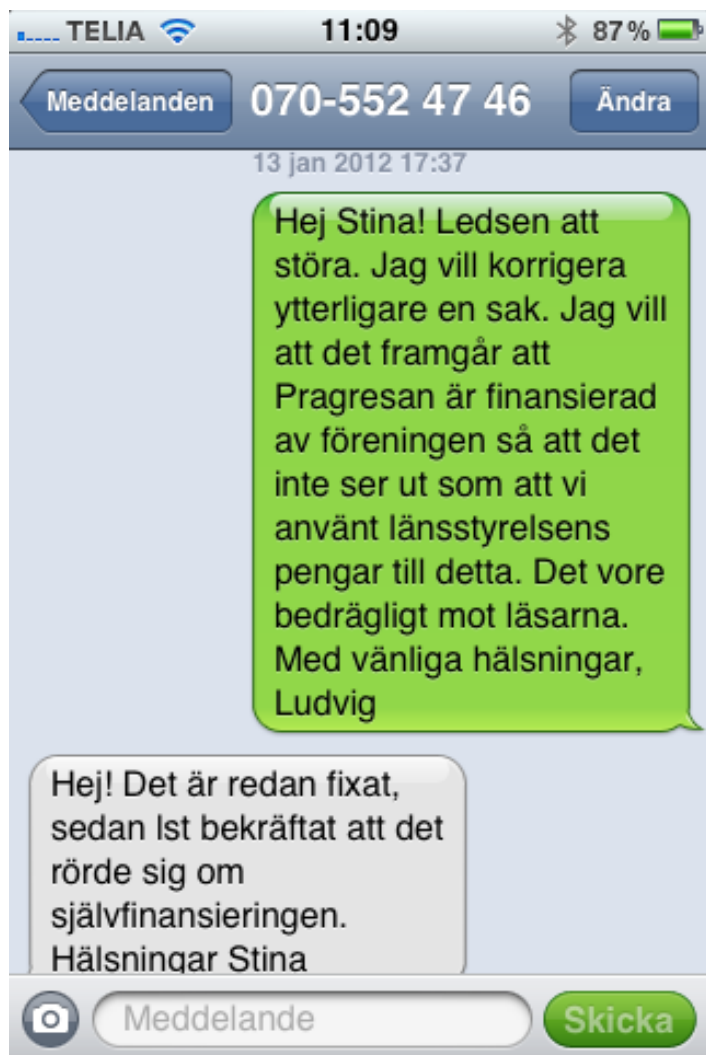 TELIA 11:09 87%
Meddelanden 070-552 47 46 Ändra
13 jan 2012 17:37
Hej Stina! Ledsen att
störa. Jag vill korrigera
ytterligare en sak. Jag vill
att det framgår att
Pragresan är finansierad
av föreningen så att det
inte ser ut som att vi
använt länsstyrelsens
pengar till detta. Det vore
bedrägligt mot läsarna.
Med vänliga hälsningar,
Ludvig
Hej! Det är redan fixat,
sedan lst bekräftat att det
rörde sig om
självfinansieringen.
Hälsningar Stina
Meddelande Skicka